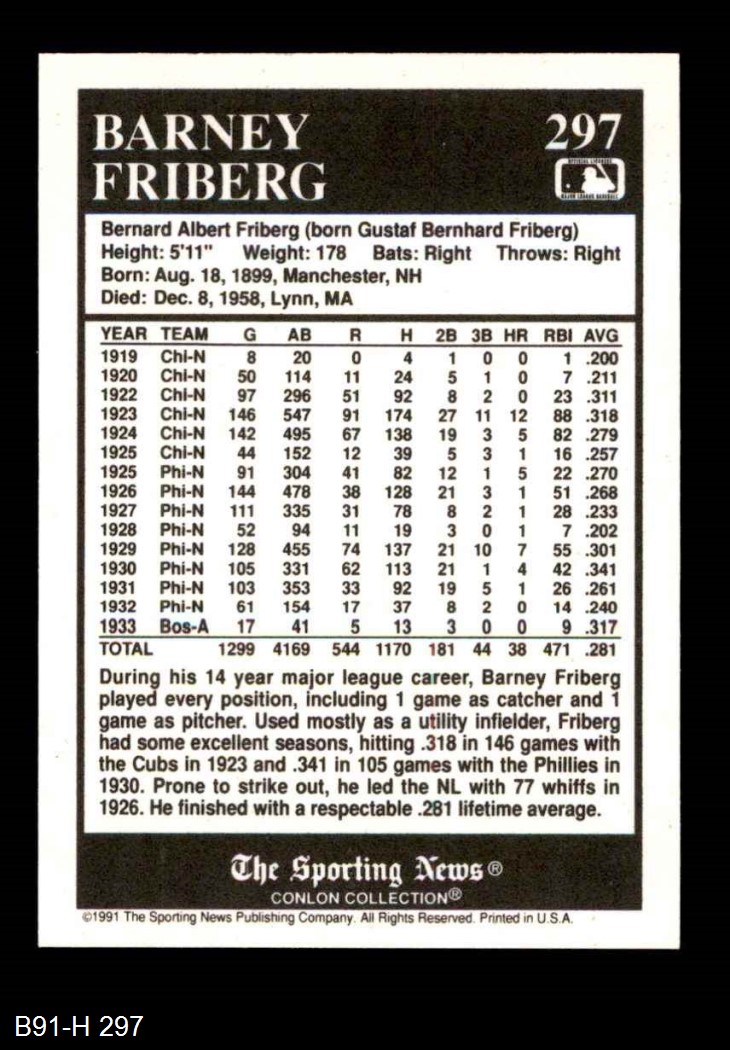 BARNEY
FRIBERG
297
Bernard Albert Friberg (born Gustaf Bernhard Friberg)
Height: 5'11" Weight: 178 Bats: Right Throws: Right
Born: Aug. 18, 1899, Manchester, NH
Died: Dec. 8, 1958, Lynn, MA
YEAR TEAM G AB R H 2B 3B HR RBI AVG
1919 Chi-N 8 20 0 4 1 0 0 1 .200
1920 Chi-N 50 114 11 24 5 1 0 7 .211
1922 Chi-N 97 296 51 92 8 2 0 23 .311
1923 Chi-N 146 547 91 174 27 11 12 88 .318
1924 Chi-N 142 495 67 138 19 3 5 82 .279
1925 Chi-N 44 152 12 39 5 3 1 16 .257
1925 Phi-N 91 304 41 82 12 1 5 22 .270
1926 Phi-N 144 478 38 128 21 3 1 51 .268
1927 Phi-N 111 335 31 78 8 2 1 28 .233
1928 Phi-N 52 94 11 19 3 0 1 7 .202
1929 Phi-N 128 455 74 137 21 10 7 55 .301
1930 Phi-N 105 331 62 113 21 1 4 42 .341
1931 Phi-N 103 353 33 92 19 5 1 26 .261
1932 Phi-N 61 154 17 37 8 2 0 14 .240
1933 Bos-A 17 41 5 13 3 0 0 9 .317
TOTAL 1299 4169 544 1170 181 44 38 471 .281
During his 14 year major league career, Barney Friberg
played every position, including 1 game as catcher and 1
game as pitcher. Used mostly as a utility infielder, Friberg
had some excellent seasons, hitting .318 in 146 games with
the Cubs in 1923 and .341 in 105 games with the Phillies in
1930. Prone to strike out, he led the NL with 77 whiffs in
1926. He finished with a respectable .281 lifetime average.
The Sporting News®
CONLON COLLECTION®
©1991 The Sporting News Publishing Company. All Rights Reserved. Printed in U.S.A.
B91-H 297